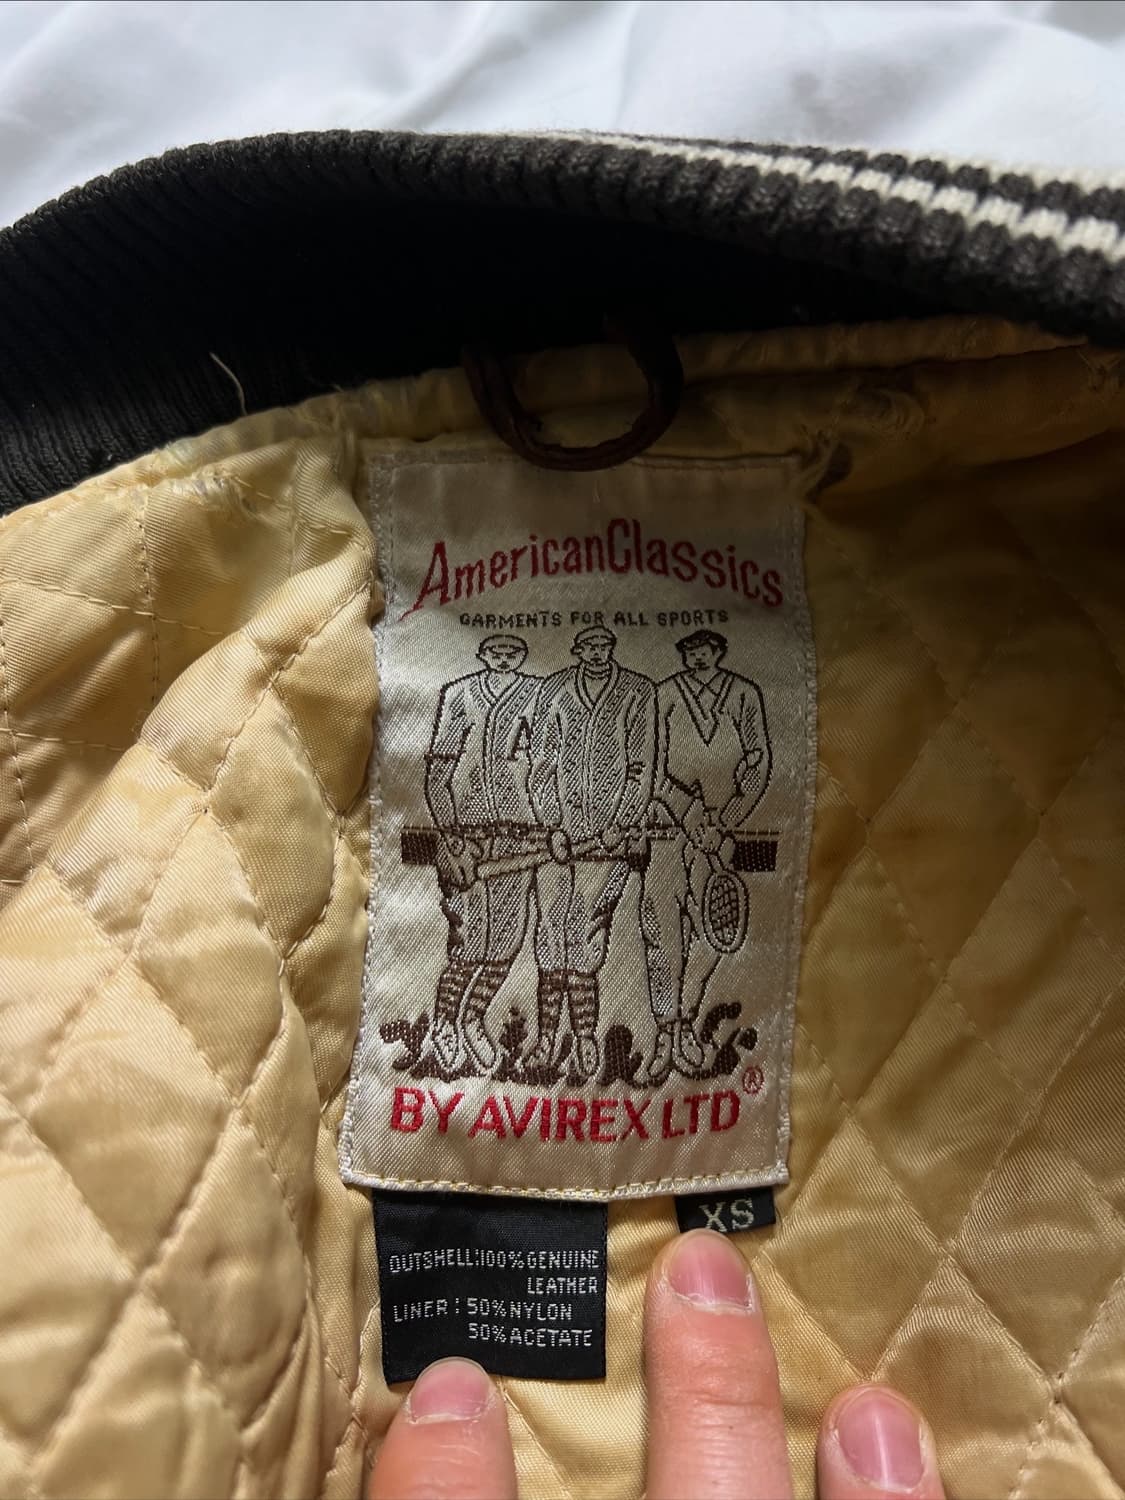 AmericanClassics
GARMENTS FOR ALL SPORTS
A
BY AVIREX LTD®
XS
OUTSHELL:100%GENUINE
LEATHER
LINER : 50%NYLON
50%ACETATE